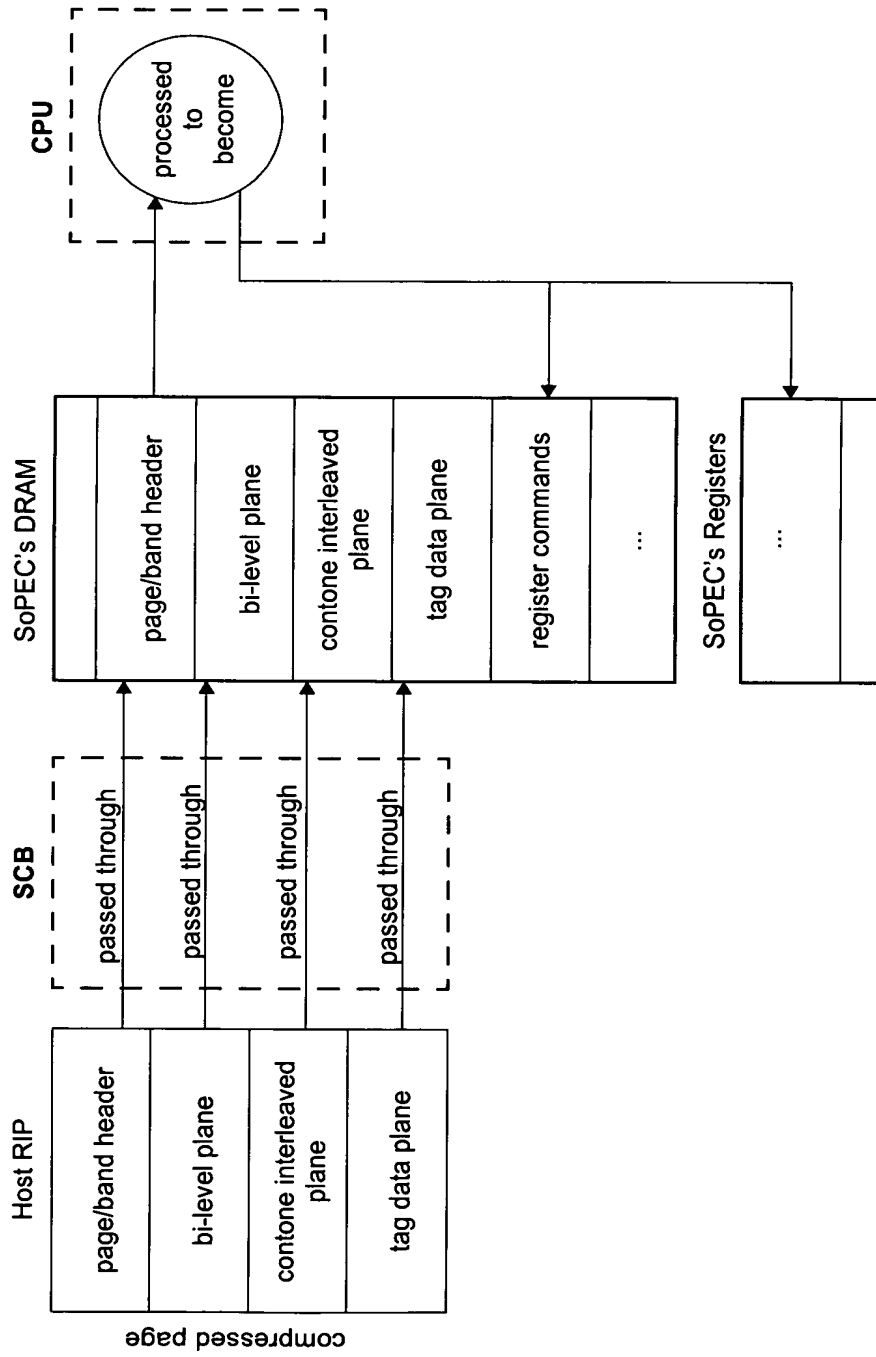 Host RIP
page/band header
bi-level plane
contone interleaved
plane
tag data plane
compressed page
SCB
passed through
passed through
passed through
passed through
SoPEC's DRAM
page/band header
bi-level plane
contone interleaved
plane
tag data plane
register commands
...
CPU
processed
to
become
SoPEC's Registers
...